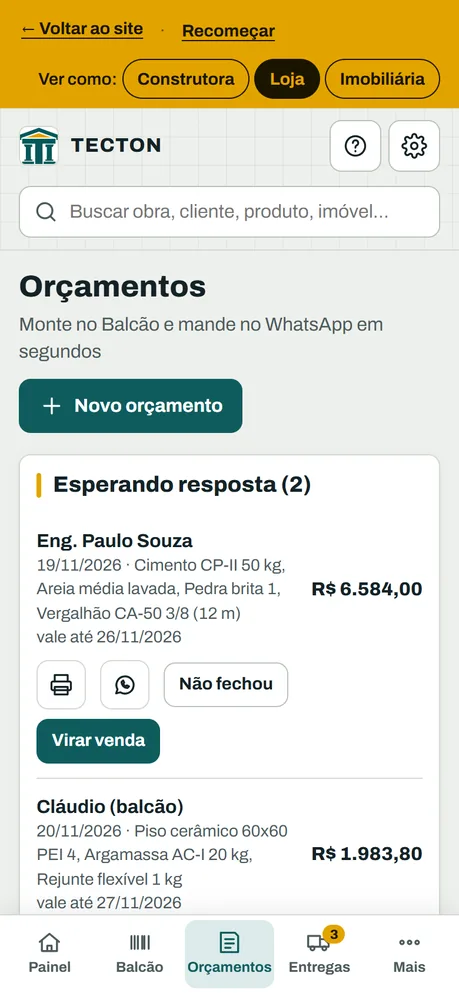 ← Voltar ao site · Recomeçar
Ver como: Construtora Loja Imobiliária
TECTON
Buscar obra, cliente, produto, imóvel...
Orçamentos
Monte no Balcão e mande no WhatsApp em
segundos
Novo orçamento
Esperando resposta (2)
Eng. Paulo Souza
19/11/2026 · Cimento CP-II 50 kg,
Areia média lavada, Pedra brita 1,
Vergalhão CA-50 3/8 (12 m)
vale até 26/11/2026
R$ 6.584,00
Não fechou
Virar venda
Cláudio (balcão)
20/11/2026 · Piso cerâmico 60x60
PEI 4, Argamassa AC-I 20 kg,
Rejunte flexível 1 kg
vale até 27/11/2026
R$ 1.983,80
3
Painel Balcão Orçamentos Entregas Mais